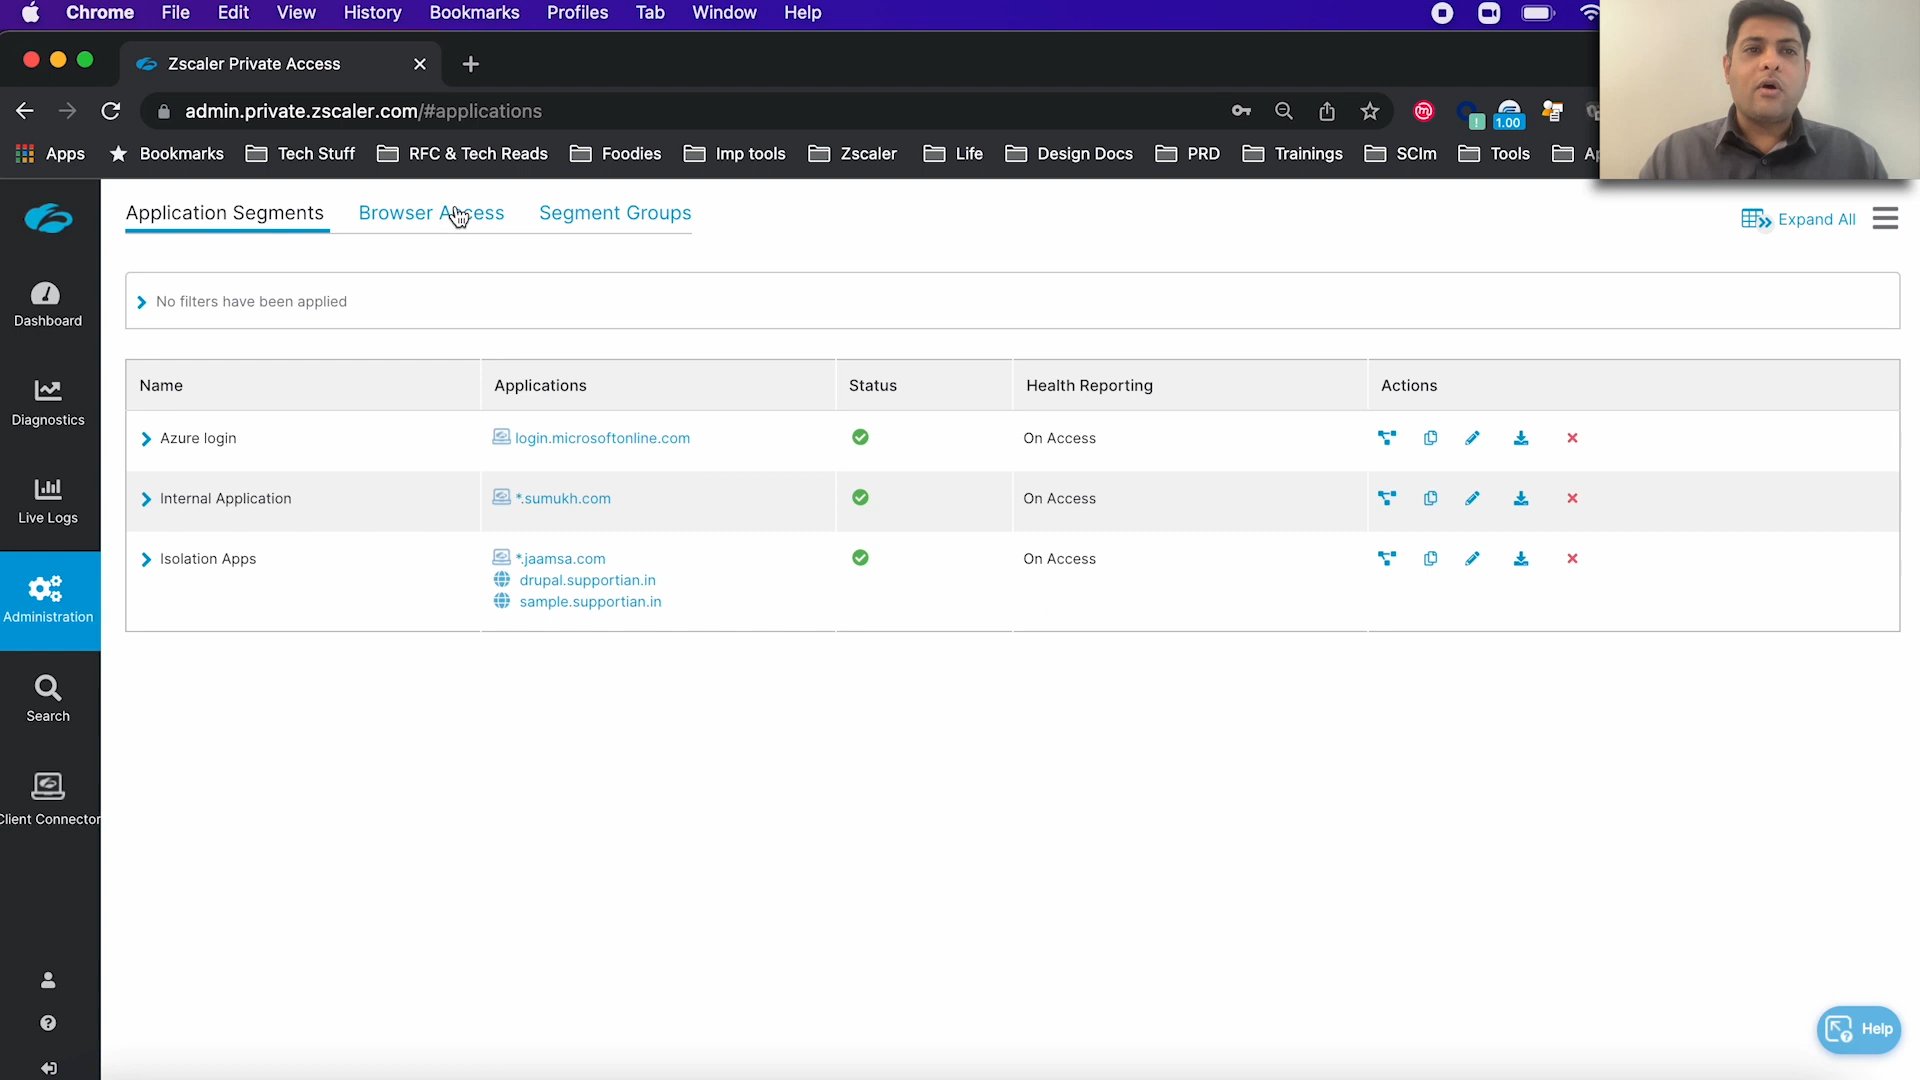 Chrome File Edit View History Bookmarks Profiles Tab Window Help
Zscaler Private Access
admin.private.zscaler.com/#applications
1.00
Apps Bookmarks Tech Stuff RFC & Tech Reads Foodies Imp tools Zscaler Life Design Docs PRD Trainings SCIm Tools
Application Segments Browser Access Segment Groups
Expand All
No filters have been applied
Name Applications Status Health Reporting Actions
Azure login login.microsoftonline.com On Access
Internal Application *.sumukh.com On Access
Isolation Apps *.jaamsa.com On Access
drupal.supportian.in
sample.supportian.in
Dashboard
Diagnostics
Live Logs
Administration
Search
Client Connector
Help